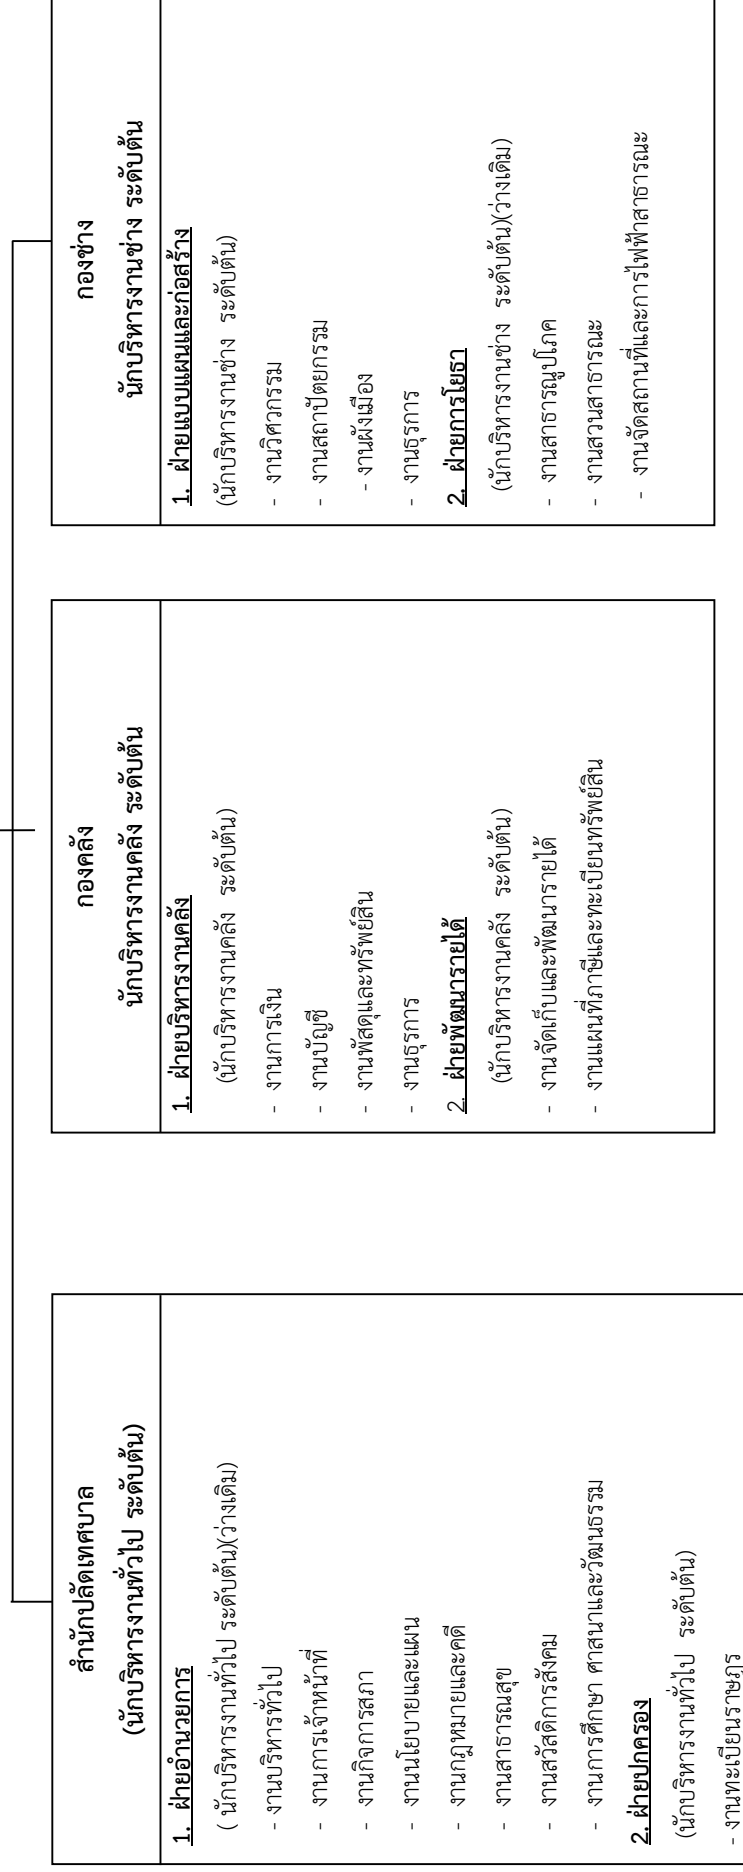 สำนักปลัดเทศบาล
(นักบริหารงานทั่วไป ระดับต้น)
1. ฝ่ายอำนวยการ
( นักบริหารงานทั่วไป ระดับต้น)(ว่างเดิม)
- งานบริหารทั่วไป
- งานการเจ้าหน้าที่
- งานกิจการสภา
- งานนโยบายและแผน
- งานกฎหมายและคดี
- งานสาธารณสุข
- งานสวัสดิการสังคม
- งานการศึกษา ศาสนาและวัฒนธรรม
2. ฝ่ายปกครอง
(นักบริหารงานทั่วไป ระดับต้น)
- งานทะเบียนราษฎร
กองคลัง
นักบริหารงานคลัง ระดับต้น
1. ฝ่ายบริหารงานคลัง
(นักบริหารงานคลัง ระดับต้น)
- งานการเงิน
- งานบัญชี
- งานพัสดุและทรัพย์สิน
- งานธุรการ
2. ฝ่ายพัฒนารายได้
(นักบริหารงานคลัง ระดับต้น)
- งานจัดเก็บและพัฒนารายได้
- งานแผนที่ภาษีและทะเบียนทรัพย์สิน
กองช่าง
นักบริหารงานช่าง ระดับต้น
1. ฝ่ายแบบแผนและก่อสร้าง
(นักบริหารงานช่าง ระดับต้น)
- งานวิศวกรรม
- งานสถาปัตยกรรม
- งานผังเมือง
- งานธุรการ
2. ฝ่ายการโยธา
(นักบริหารงานช่าง ระดับต้น)(ว่างเดิม)
- งานสาธารณูปโภค
- งานสวนสาธารณะ
- งานจัดสถานที่และการไฟฟ้าสาธารณะ